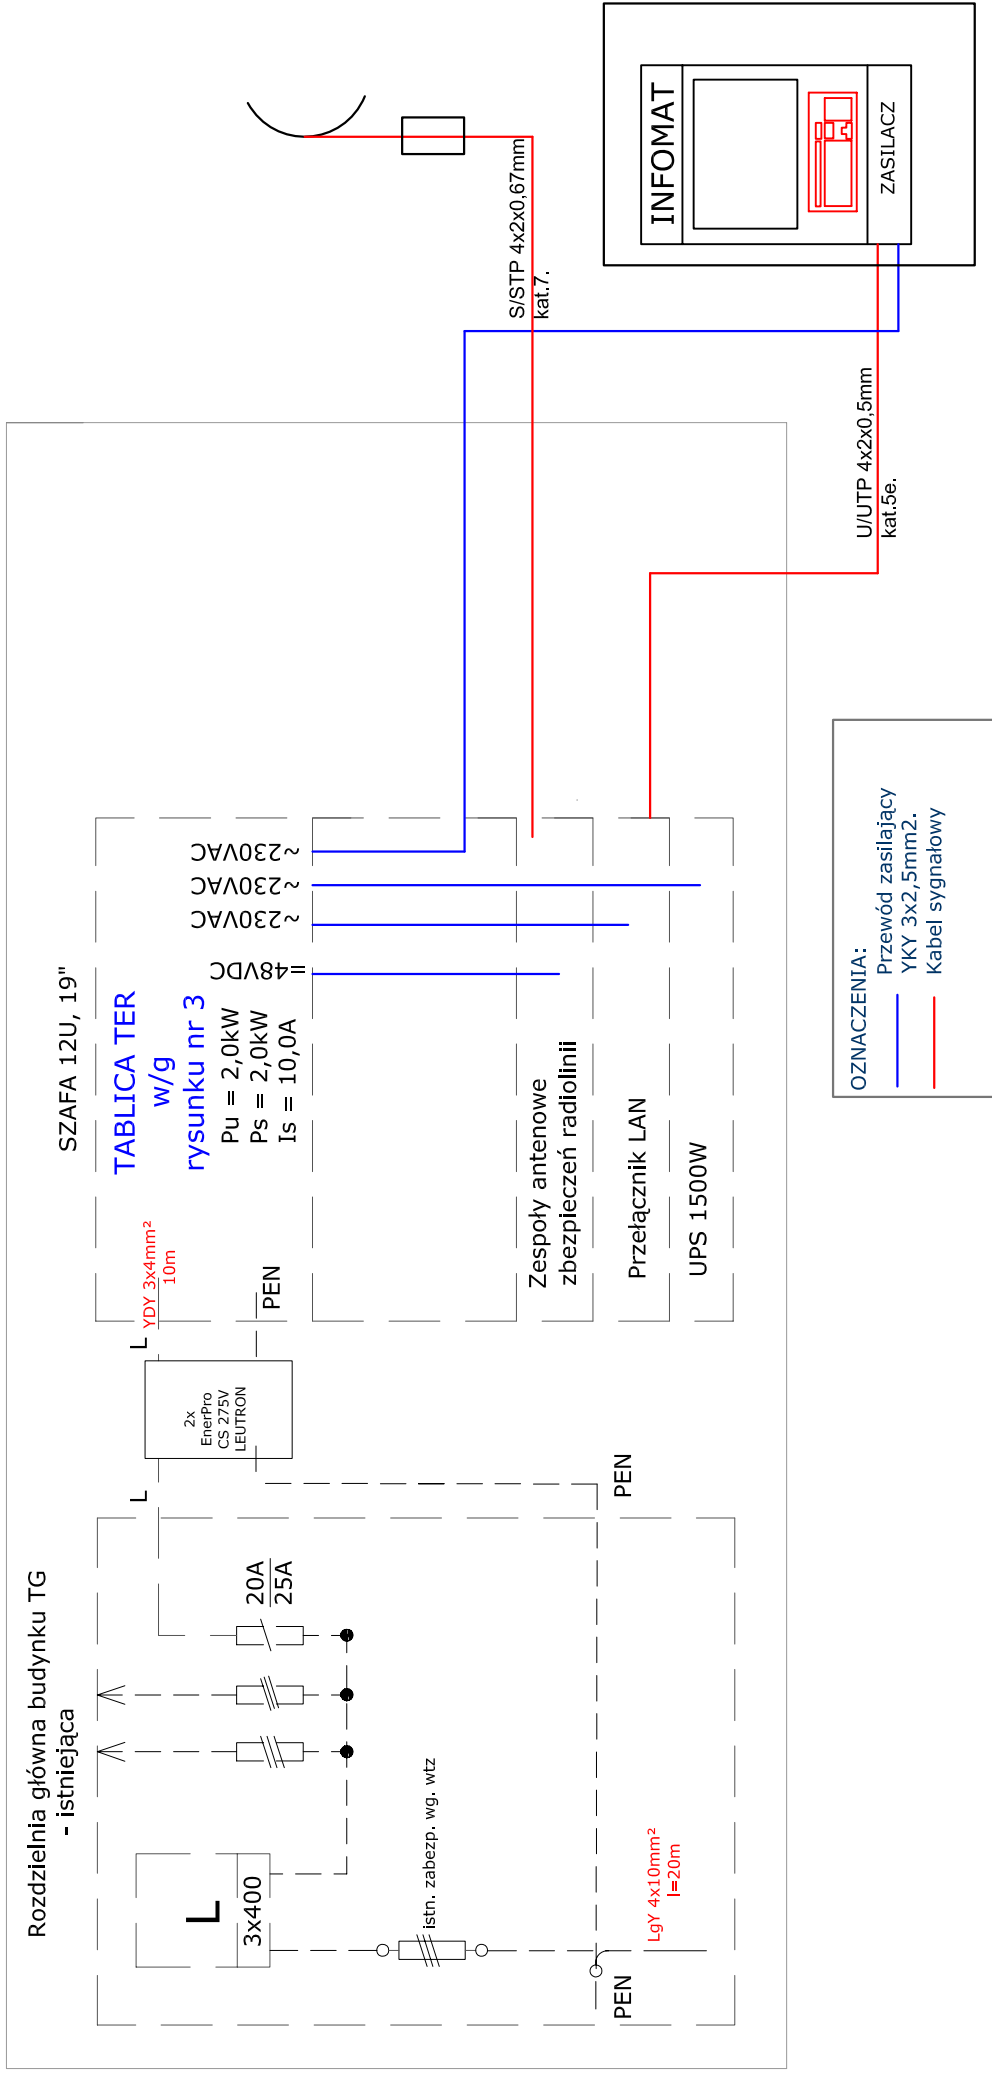 Rozdzielnia główna budynku TG
- istniejąca
L
3x400
istn. zabezp. wg. wtz
20A
25A
LgY 4x10mm²
l=20m
PEN
PEN
L
2x
EnerPro
CS 275V
LEUTRON
L
YDY 3x4mm²
10m
PEN
SZAFA 12U, 19"
TABLICA TER
w/g
rysunku nr 3
Pu = 2,0kW
Ps = 2,0kW
Is = 10,0A
~230VAC
~230VAC
~230VAC
=48VDC
Zespoły antenowe
zbezpieczeń radiolinii
Przełącznik LAN
UPS 1500W
S/STP 4x2x0,67mm
kat.7.
U/UTP 4x2x0,5mm
kat.5e.
INFOMAT
ZASILACZ
OZNACZENIA:
Przewód zasilający
YKY 3x2,5mm2.
Kabel sygnałowy